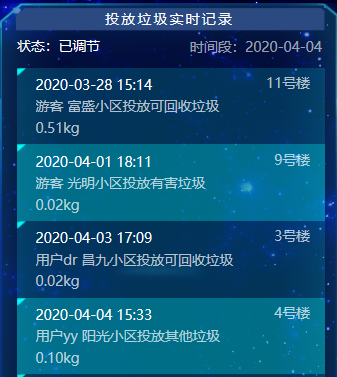 投放垃圾实时记录
状态：已调节 时间段：2020-04-04
2020-03-28 15:14 11号楼
游客 富盛小区投放可回收垃圾
0.51kg
2020-04-01 18:11 9号楼
游客 光明小区投放有害垃圾
0.02kg
2020-04-03 17:09 3号楼
用户dr 昌九小区投放可回收垃圾
0.02kg
2020-04-04 15:33 4号楼
用户yy 阳光小区投放其他垃圾
0.10kg